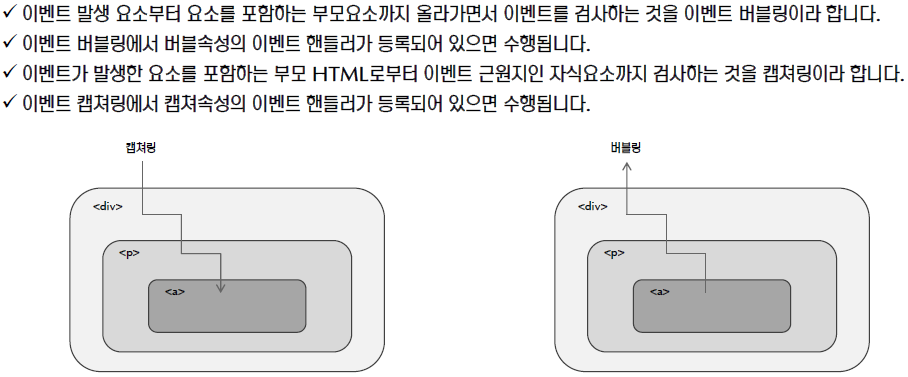 ✓ 이벤트 발생 요소부터 요소를 포함하는 부모요소까지 올라가면서 이벤트를 검사하는 것을 이벤트 버블링이라 합니다.
✓ 이벤트 버블링에서 버블속성의 이벤트 핸들러가 등록되어 있으면 수행됩니다.
✓ 이벤트가 발생한 요소를 포함하는 부모 HTML로부터 이벤트 근원지인 자식요소까지 검사하는 것을 캡쳐링이라 합니다.
✓ 이벤트 캡쳐링에서 캡쳐속성의 이벤트 핸들러가 등록되어 있으면 수행됩니다.
캡쳐링
<div>
<p>
<a>
버블링
<div>
<p>
<a>